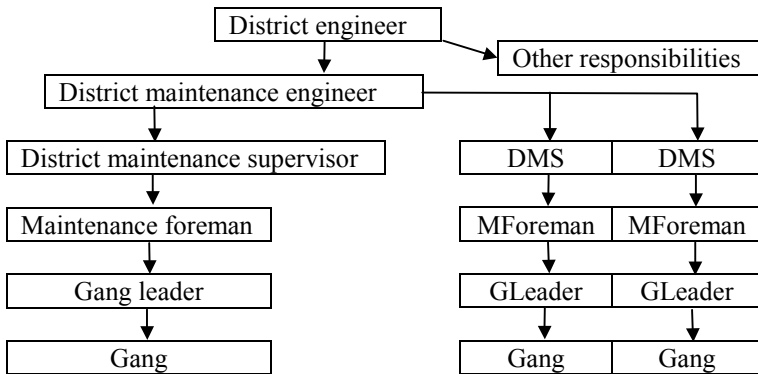 District engineer
Other responsibilities
District maintenance engineer
District maintenance supervisor
DMS
DMS
Maintenance foreman
MForeman
MForeman
Gang leader
GLeader
GLeader
Gang
Gang
Gang